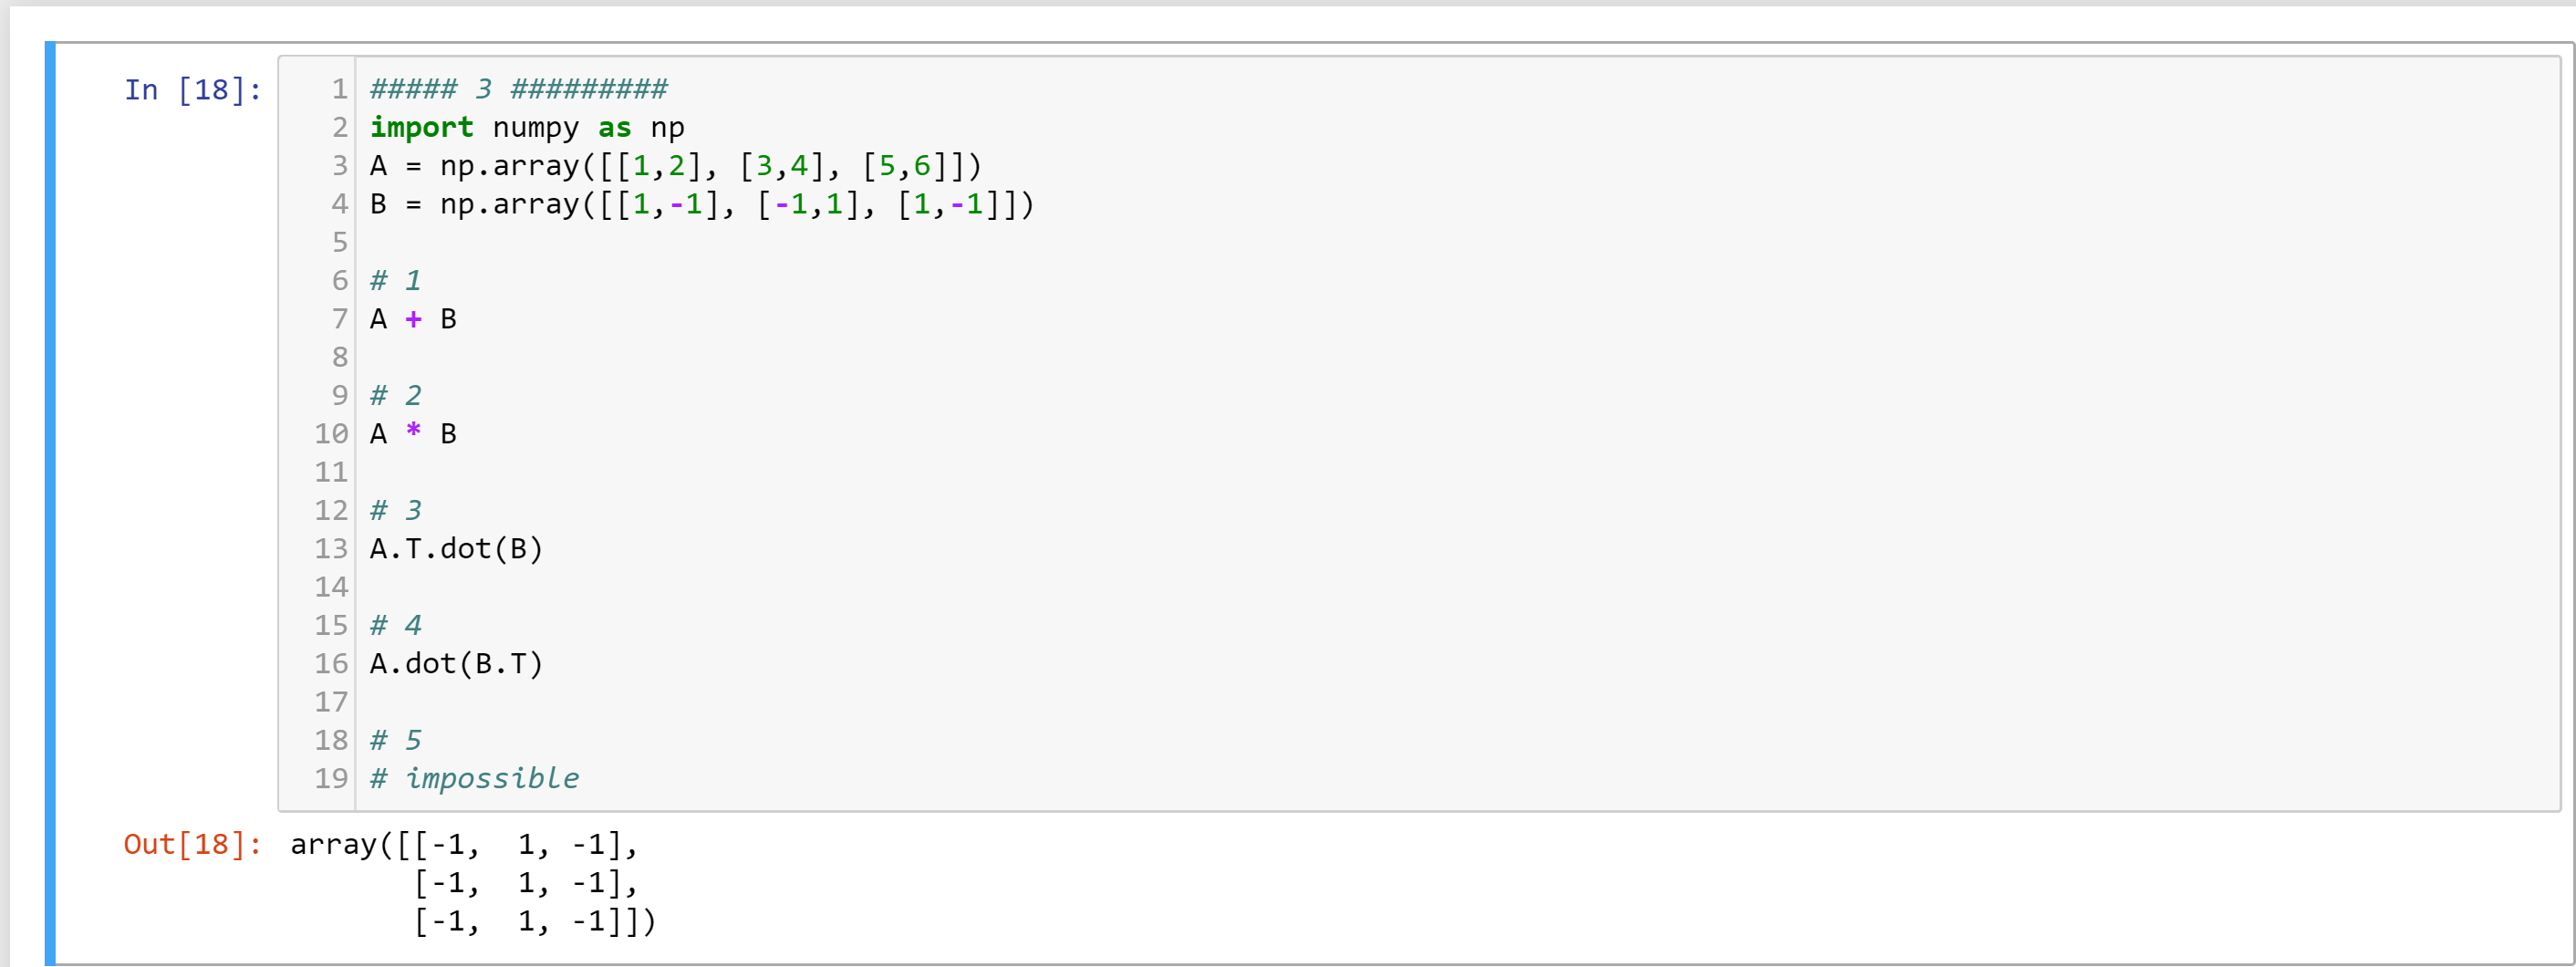 In [18]:
1 ##### 3 #########
2 import numpy as np
3 A = np.array([[1,2], [3,4], [5,6]])
4 B = np.array([[1,-1], [-1,1], [1,-1]])
5
6 # 1
7 A + B
8
9 # 2
10 A * B
11
12 # 3
13 A.T.dot(B)
14
15 # 4
16 A.dot(B.T)
17
18 # 5
19 # impossible
Out[18]: array([[-1,  1, -1],
[-1,  1, -1],
[-1,  1, -1]])